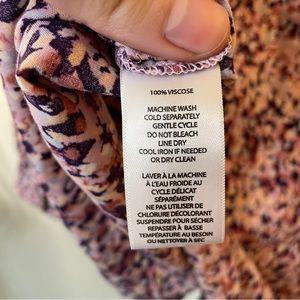 100% VISCOSE
MACHINE WASH
COLD SEPARATELY
GENTLE CYCLE
DO NOT BLEACH
LINE DRY
COOL IRON IF NEEDED
OR DRY CLEAN
LAVER À LA MACHINE
À L'EAU FROIDE AU
CYCLE DÉLICAT
SÉPARÉMENT
NE PAS UTILISER DE
CHLORURE DÉCOLORANT
SUSPENDRE POUR SÉCHER
REPASSER À BASSE
TEMPÉRATURE AU BESOIN
OU NETTOYER À SEC